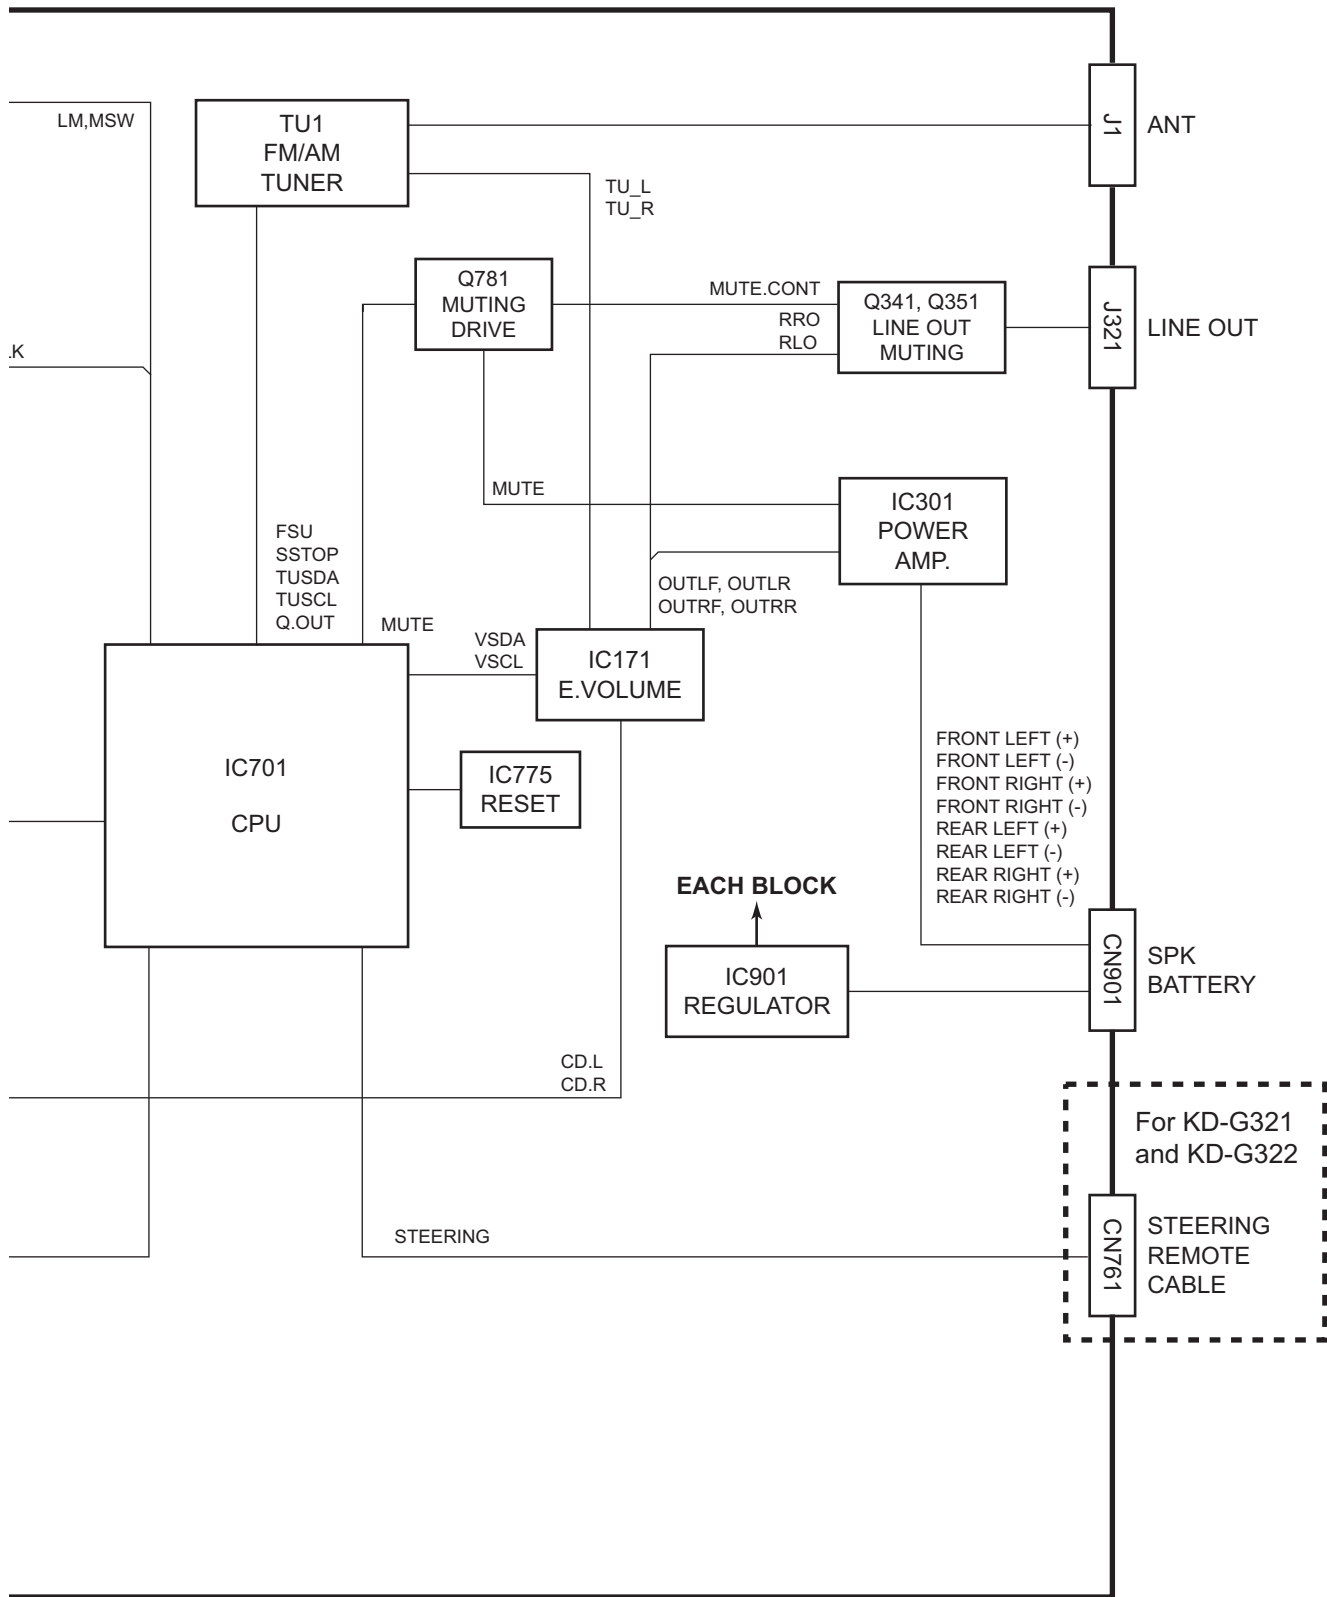 LM,MSW
TU1
FM/AM
TUNER
J1
ANT
TU_L
TU_R
Q781
MUTING
DRIVE
MUTE.CONT
RRO
RLO
Q341, Q351
LINE OUT
MUTING
J321
LINE OUT
.K
MUTE
IC301
POWER
AMP.
FSU
SSTOP
TUSDA
TUSCL
Q.OUT
MUTE
OUTLF, OUTLR
OUTRF, OUTRR
VSDA
VSCL
IC171
E.VOLUME
IC701
CPU
IC775
RESET
FRONT LEFT (+)
FRONT LEFT (-)
FRONT RIGHT (+)
FRONT RIGHT (-)
REAR LEFT (+)
REAR LEFT (-)
REAR RIGHT (+)
REAR RIGHT (-)
EACH BLOCK
IC901
REGULATOR
CN901
SPK
BATTERY
CD.L
CD.R
For KD-G321
and KD-G322
STEERING
CN761
STEERING
REMOTE
CABLE